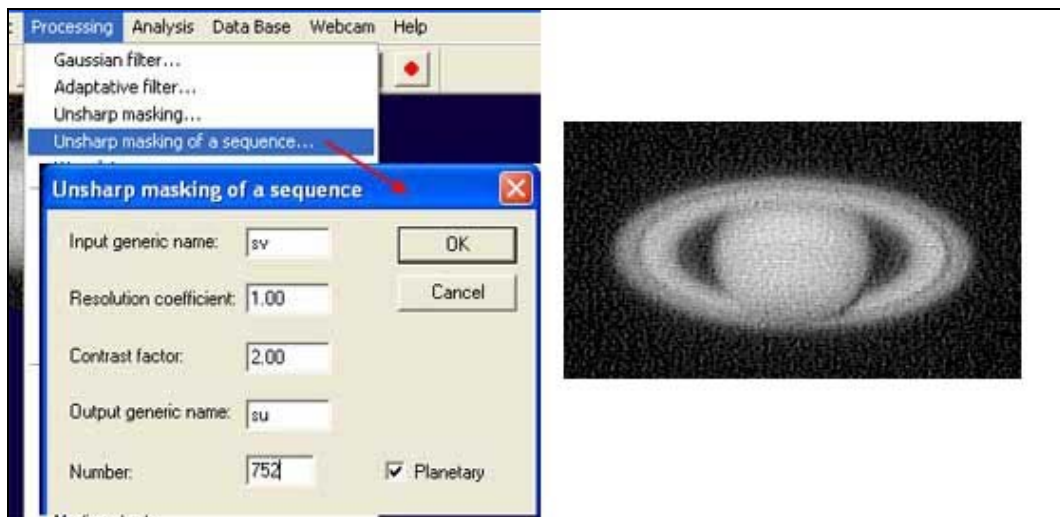 Processing Analysis Data Base Webcam Help
Gaussian filter...
Adaptative filter...
Unsharp masking...
Unsharp masking of a sequence...
Unsharp masking of a sequence
Input generic name: sv OK
Resolution coefficient: 1.00 Cancel
Contrast factor: 2.00
Output generic name: su
Number: 752 Planetary